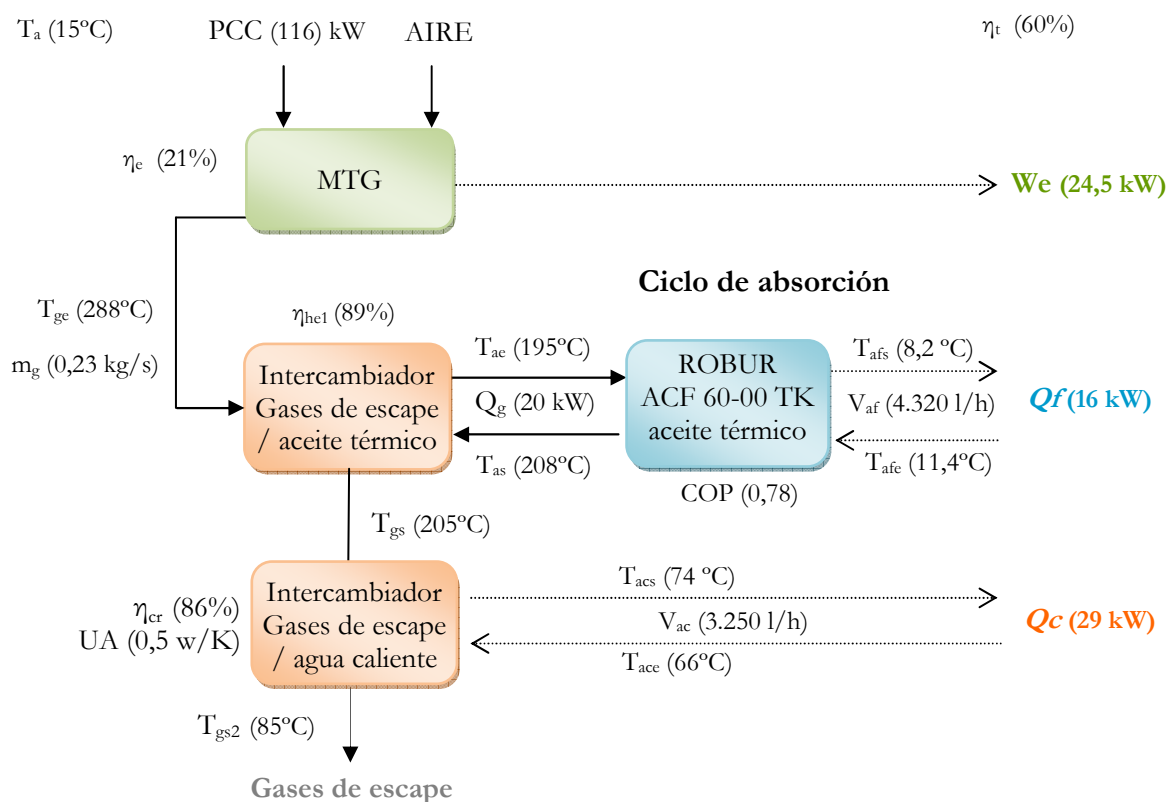 Ta (15ºC)
PCC (116) kW
AIRE
ηt (60%)
ηe (21%)
MTG
We (24,5 kW)
Ciclo de absorción
Tge (288ºC)
mg (0,23 kg/s)
ηhe1 (89%)
Intercambiador
Gases de escape
/ aceite térmico
Tae (195ºC)
Qg (20 kW)
Tas (208ºC)
ROBUR
ACF 60-00 TK
aceite térmico
COP (0,78)
Tafs (8,2 ºC)
Vaf (4.320 l/h)
Tafe (11,4ºC)
Qf (16 kW)
Tgs (205ºC)
ηcr (86%)
UA (0,5 w/K)
Intercambiador
Gases de escape
/ agua caliente
Tacs (74 ºC)
Vac (3.250 l/h)
Tace (66ºC)
Qc (29 kW)
Tgs2 (85ºC)
Gases de escape